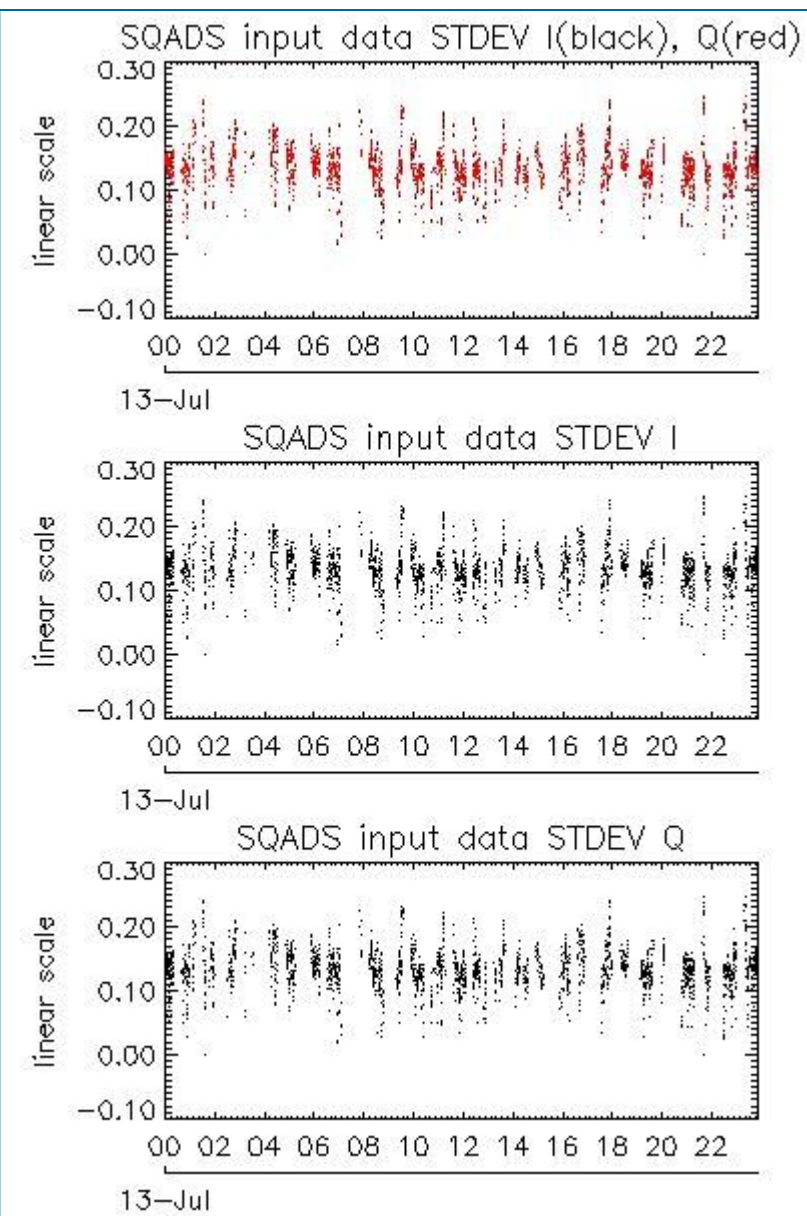 SQADS input data STDEV I(black), Q(red)
0.30
0.20
0.10
0.00
-0.10
linear scale
00 02 04 06 08 10 12 14 16 18 20 22
13-Jul
SQADS input data STDEV I
0.30
0.20
0.10
0.00
-0.10
linear scale
00 02 04 06 08 10 12 14 16 18 20 22
13-Jul
SQADS input data STDEV Q
0.30
0.20
0.10
0.00
-0.10
linear scale
00 02 04 06 08 10 12 14 16 18 20 22
13-Jul